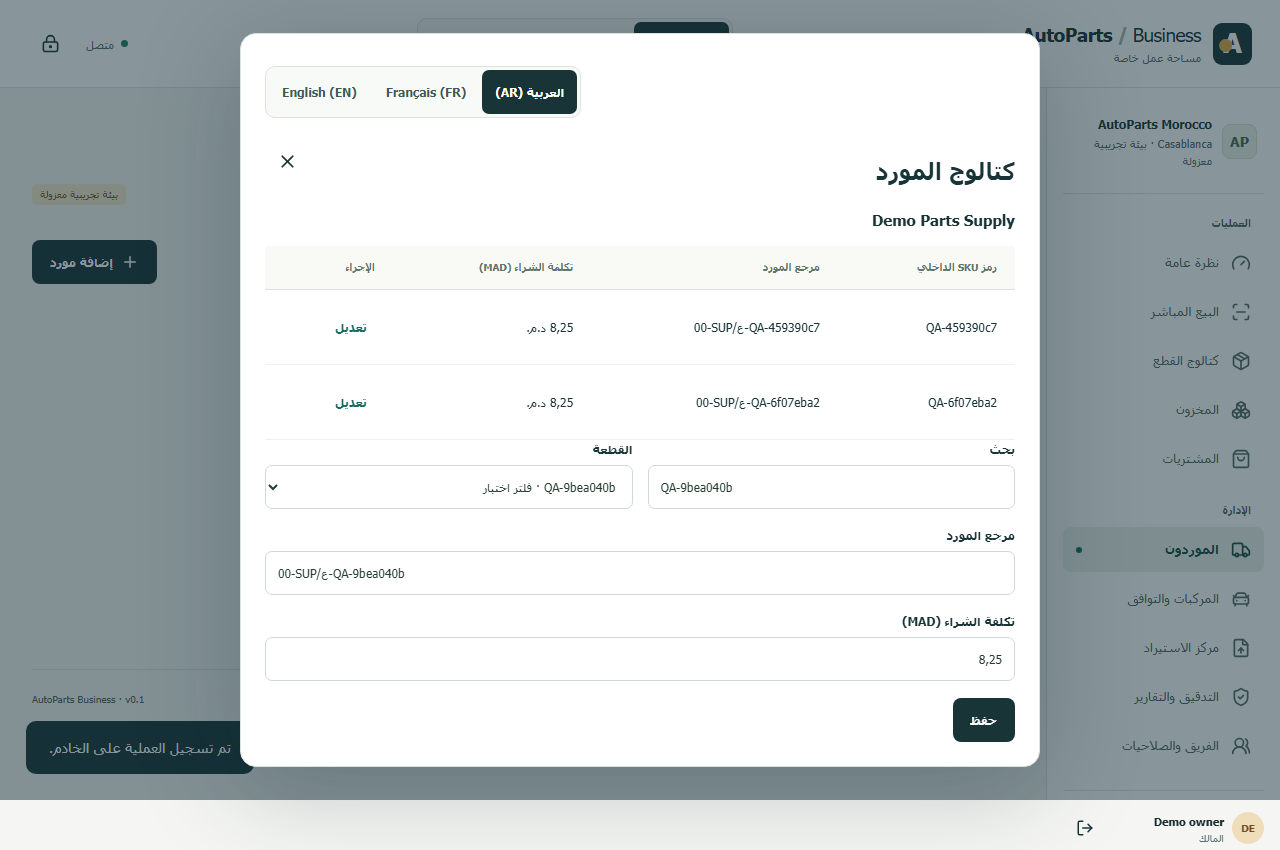 AutoParts / Business
مساحة عمل خاصة
متصل
AutoParts Morocco
Casablanca · بيئة تجريبية معزولة
AP
العمليات
نظرة عامة
البيع المباشر
كتالوج القطع
المخزون
المشتريات
الإدارة
الموردون
المركبات والتوافق
مركز الاستيراد
التدقيق والتقارير
الفريق والصلاحيات
Demo owner
المالك
DE
بيئة تجريبية معزولة
إضافة مورد
العربية (AR)
Français (FR)
English (EN)
كتالوج المورد
Demo Parts Supply
رمز SKU الداخلي
مرجع المورد
تكلفة الشراء (MAD)
الإجراء
QA-459390c7
00-SUP/ع-QA-459390c7
8,25 د.م.
تعديل
QA-6f07eba2
00-SUP/ع-QA-6f07eba2
8,25 د.م.
تعديل
بحث
القطعة
QA-9bea040b
QA-9bea040b · فلتر اختبار
مرجع المورد
00-SUP/ع-QA-9bea040b
تكلفة الشراء (MAD)
8,25
حفظ
AutoParts Business · v0.1
تم تسجيل العملية على الخادم.